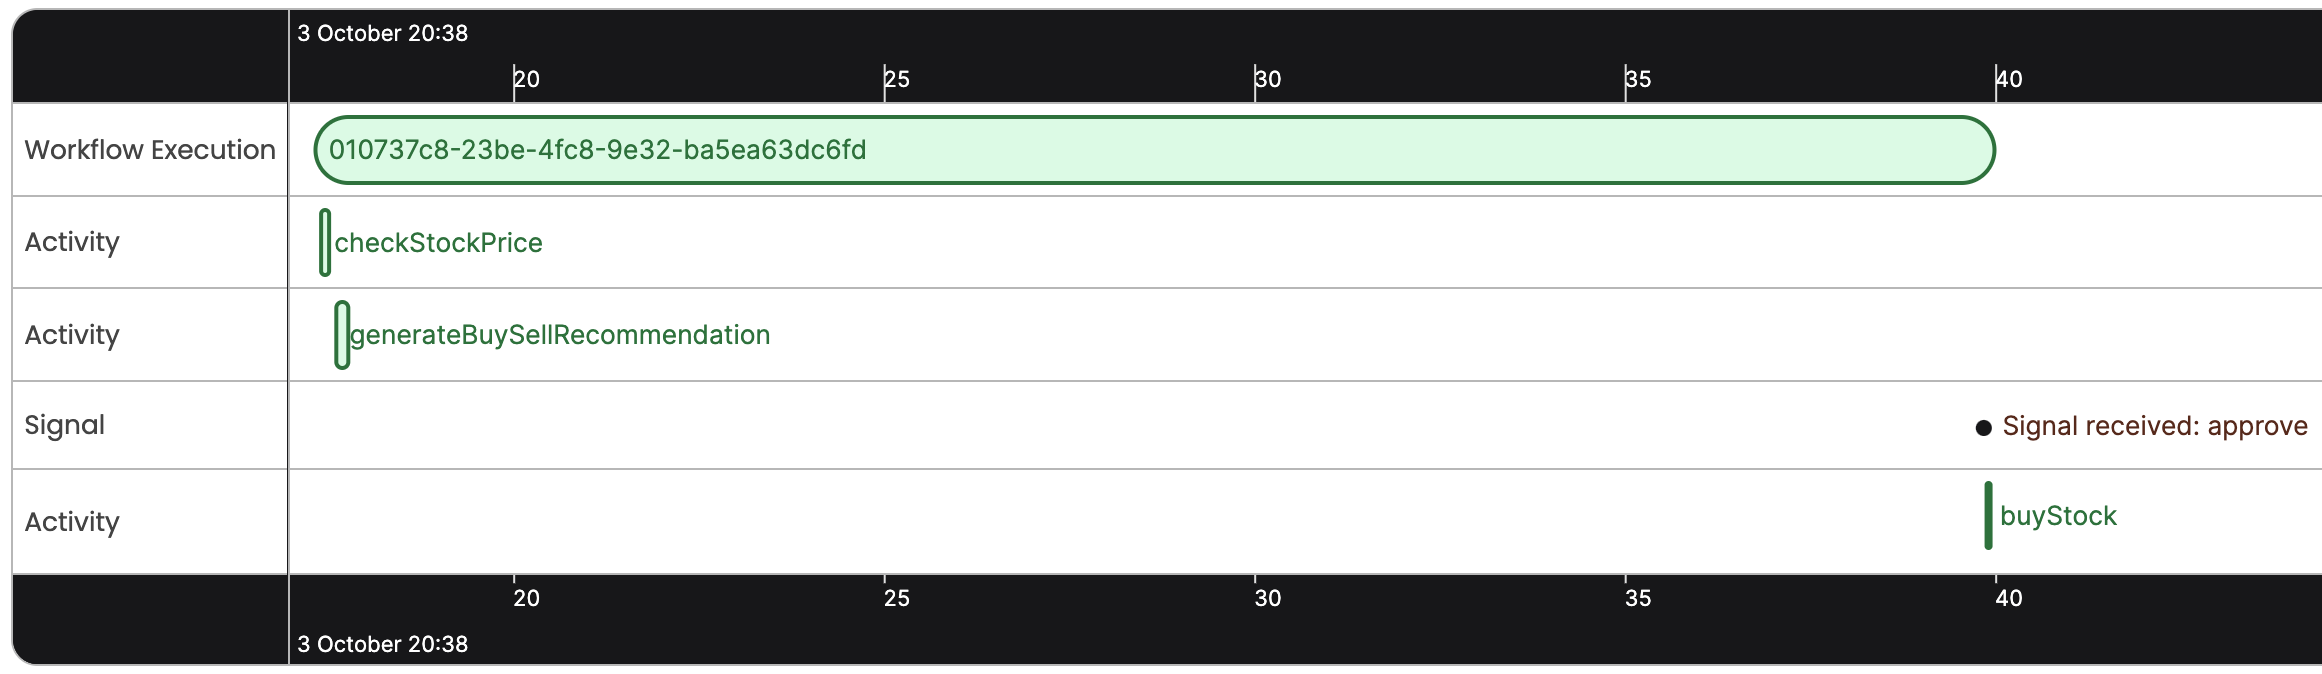 3 October 20:38
20 25 30 35 40
Workflow Execution 010737c8-23be-4fc8-9e32-ba5ea63dc6fd
Activity checkStockPrice
Activity generateBuySellRecommendation
Signal Signal received: approve
Activity buyStock
20 25 30 35 40
3 October 20:38